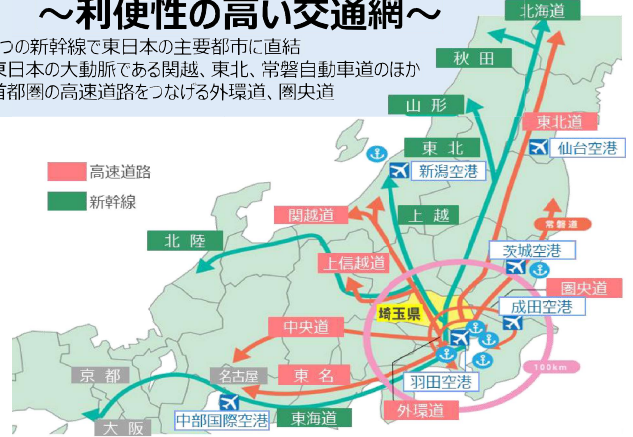 ～利便性の高い交通網～
つの新幹線で東日本の主要都市に直結
東日本の大動脈である関越、東北、常磐自動車道のほか
首都圏の高速道路をつなげる外環道、圏央道
北海道
秋田
山形
東北道
東北
仙台空港
新潟空港
高速道路
新幹線
関越道
上越
常磐道
北陸
茨城空港
上信越道
圏央道
埼玉県
成田空港
中央道
100km
京都
名古屋
東名
羽田空港
外環道
大阪
中部国際空港
東海道